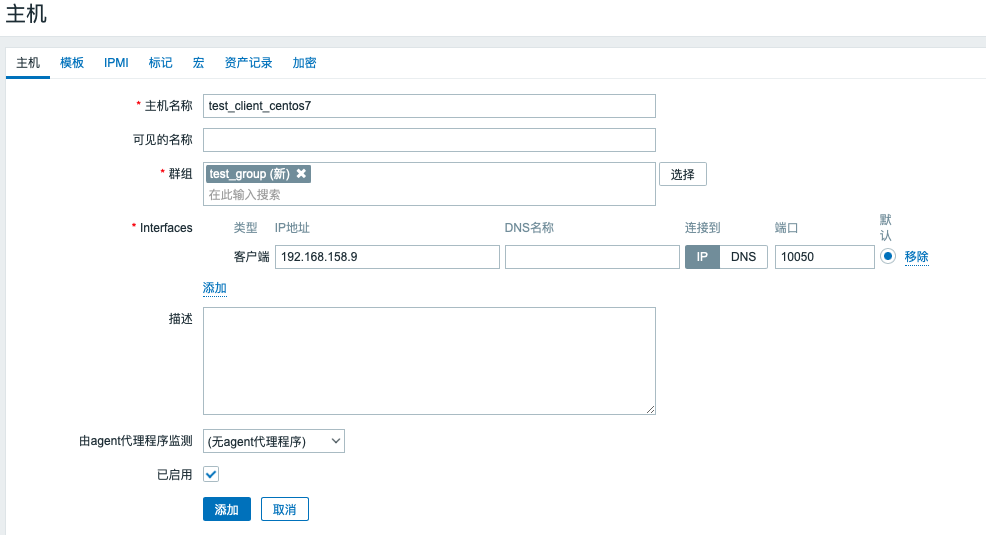 主机
主机 模板 IPMI 标记 宏 资产记录 加密
* 主机名称 test_client_centos7
可见的名称
* 群组 test_group (新) ✖ 选择
在此输入搜索
* Interfaces 类型 IP地址 DNS名称 连接到 端口 默认
客户端 192.168.158.9 IP DNS 10050 移除
添加
描述
由agent代理程序监测 (无agent代理程序)
已启用
添加 取消